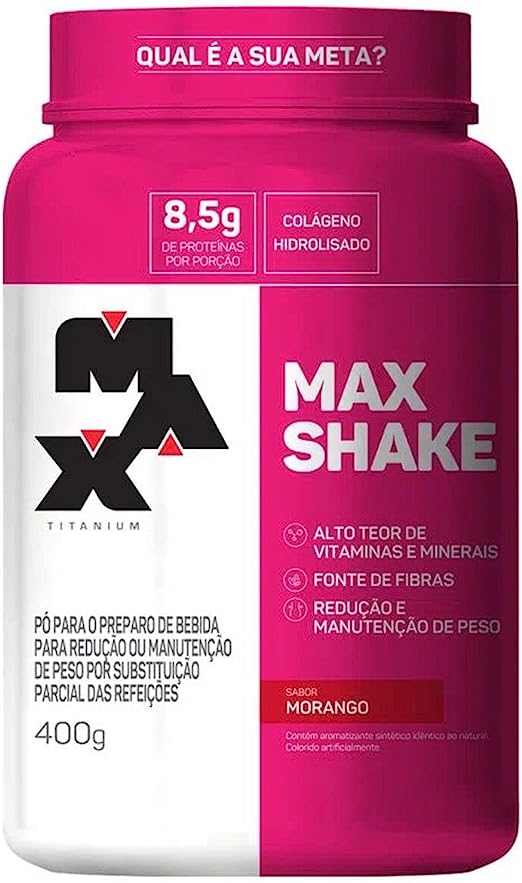 QUAL É A SUA META?
8,5g
DE PROTEÍNAS
POR PORÇÃO
COLÁGENO
HIDROLISADO
MAX
TITANIUM
MAX
SHAKE
ALTO TEOR DE
VITAMINAS E MINERAIS
FONTE DE FIBRAS
REDUÇÃO E
MANUTENÇÃO DE PESO
PÓ PARA O PREPARO DE BEBIDA
PARA REDUÇÃO OU MANUTENÇÃO
DE PESO POR SUBSTITUIÇÃO
PARCIAL DAS REFEIÇÕES
400g
SABOR
MORANGO
Contém aromatizante sintético idêntico ao natural.
Colorido artificialmente.